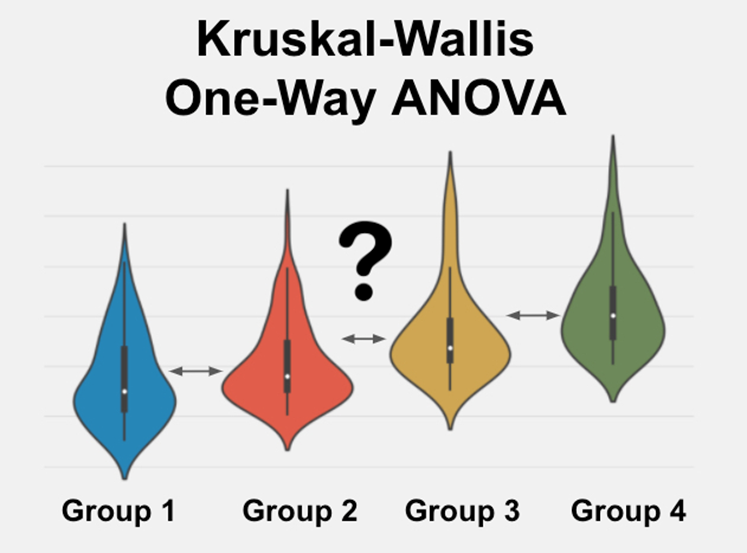 Kruskal-Wallis
One-Way ANOVA
?
Group 1 Group 2 Group 3 Group 4